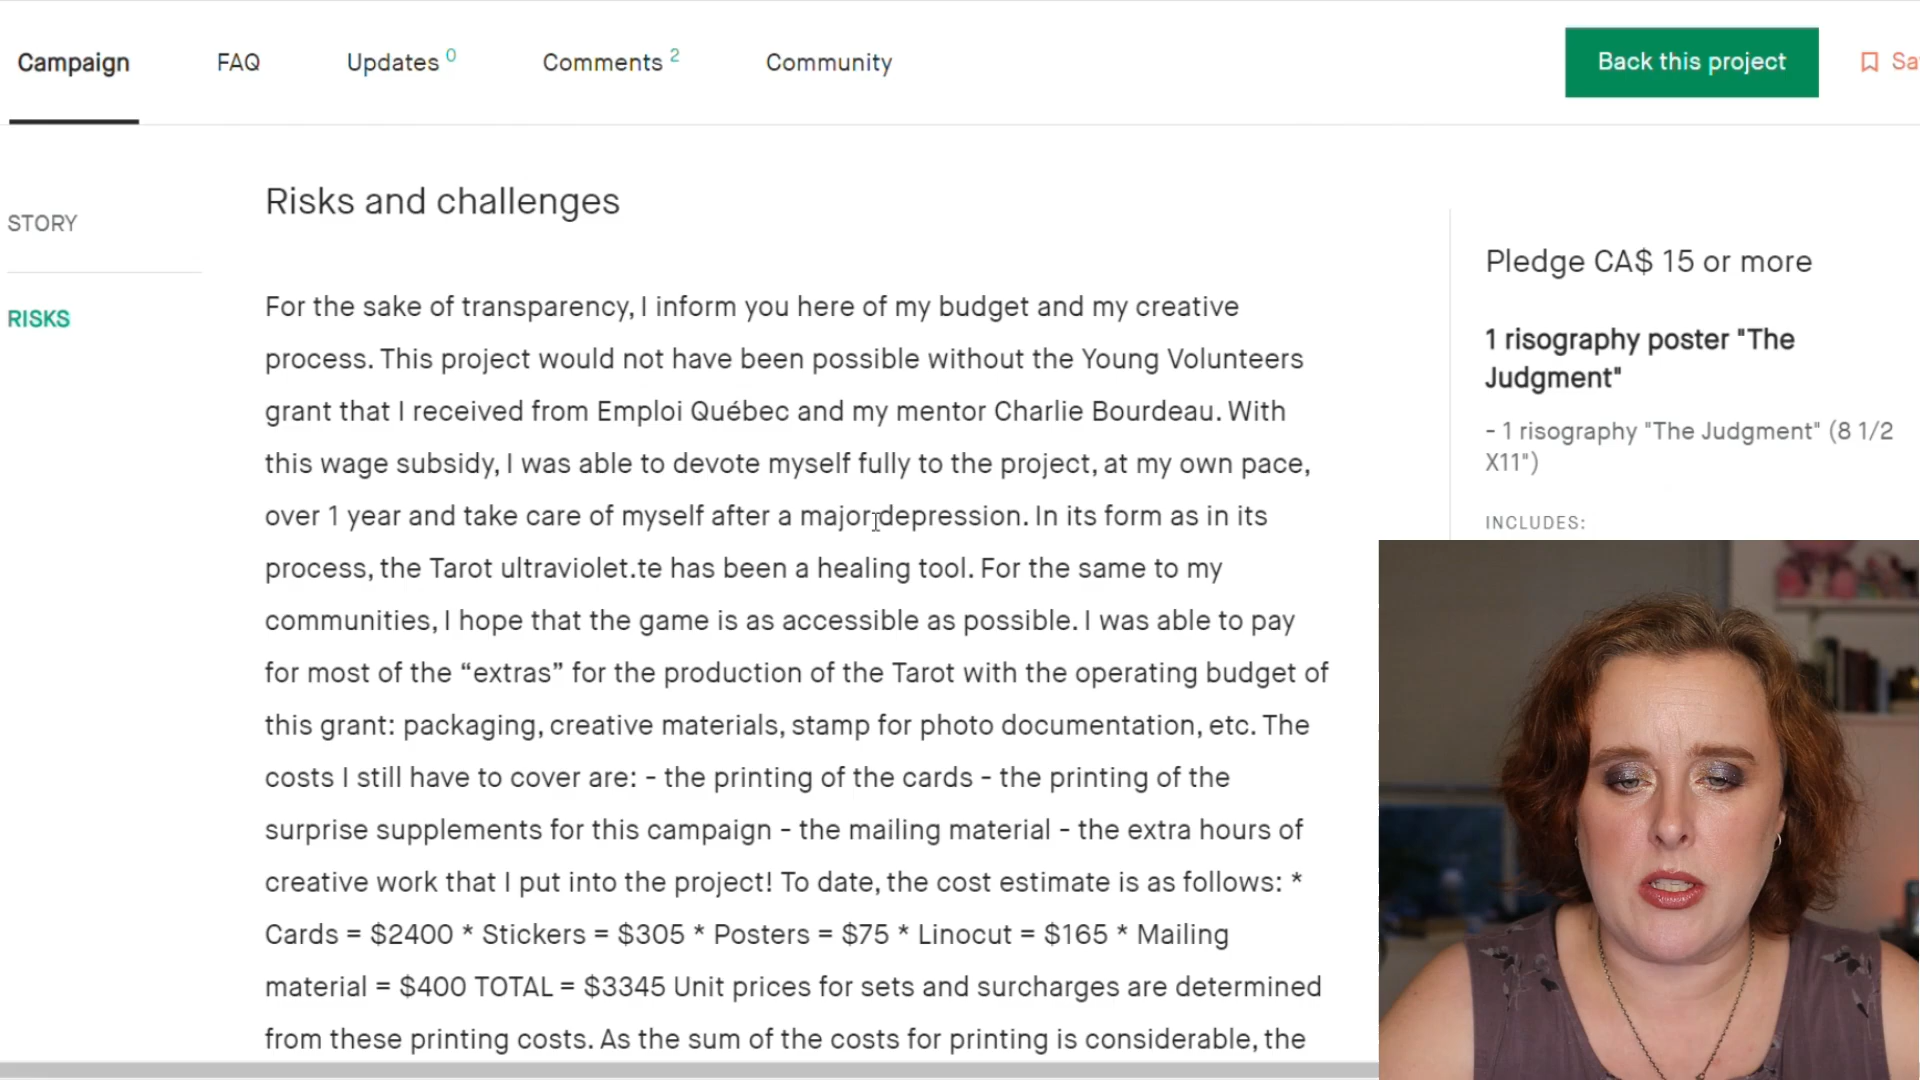 Campaign FAQ Updates 0 Comments 2 Community Back this project
STORY
RISKS
Risks and challenges
For the sake of transparency, I inform you here of my budget and my creative
process. This project would not have been possible without the Young Volunteers
grant that I received from Emploi Québec and my mentor Charlie Bourdeau. With
this wage subsidy, I was able to devote myself fully to the project, at my own pace,
over 1 year and take care of myself after a major depression. In its form as in its
process, the Tarot ultraviolet.te has been a healing tool. For the same to my
communities, I hope that the game is as accessible as possible. I was able to pay
for most of the “extras” for the production of the Tarot with the operating budget of
this grant: packaging, creative materials, stamp for photo documentation, etc. The
costs I still have to cover are: - the printing of the cards - the printing of the
surprise supplements for this campaign - the mailing material - the extra hours of
creative work that I put into the project! To date, the cost estimate is as follows: *
Cards = $2400 * Stickers = $305 * Posters = $75 * Linocut = $165 * Mailing
material = $400 TOTAL = $3345 Unit prices for sets and surcharges are determined
from these printing costs. As the sum of the costs for printing is considerable, the
Pledge CA$ 15 or more
1 risography poster "The
Judgment"
- 1 risography "The Judgment" (8 1/2
X11")
INCLUDES: